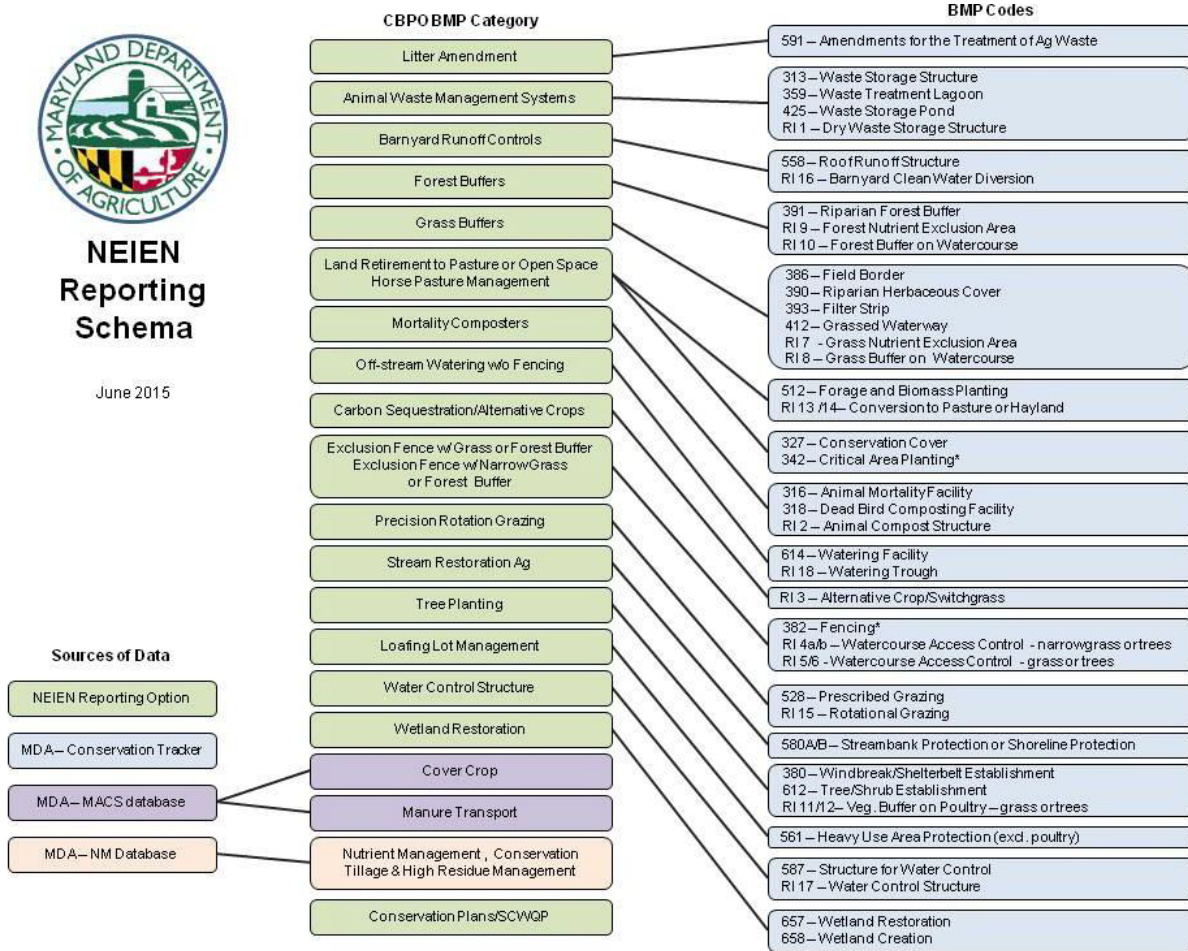 MARYLAND DEPARTMENT
OF AGRICULTURE
NEIEN
Reporting
Schema
June 2015
Sources of Data
NEIEN Reporting Option
MDA – Conservation Tracker
MDA – MACS database
MDA – NM Database
CBPO BMP Category
Litter Amendment
Animal Waste Management Systems
Barnyard Runoff Controls
Forest Buffers
Grass Buffers
Land Retirement to Pasture or Open Space
Horse Pasture Management
Mortality Composters
Off-stream Watering w/o Fencing
Carbon Sequestration/Alternative Crops
Exclusion Fence w/ Grass or Forest Buffer
Exclusion Fence w/ Narrow Grass
or Forest Buffer
Precision Rotation Grazing
Stream Restoration Ag
Tree Planting
Loafing Lot Management
Water Control Structure
Wetland Restoration
Cover Crop
Manure Transport
Nutrient Management , Conservation
Tillage & High Residue Management
Conservation Plans/SCWQP
BMP Codes
591 – Amendments for the Treatment of Ag Waste
313 – Waste Storage Structure
359 – Waste Treatment Lagoon
425 – Waste Storage Pond
RI 1 – Dry Waste Storage Structure
558 – Roof Runoff Structure
RI 16 – Barnyard Clean Water Diversion
391 – Riparian Forest Buffer
RI 9 – Forest Nutrient Exclusion Area
RI 10 – Forest Buffer on Watercourse
386 – Field Border
390 – Riparian Herbaceous Cover
393 – Filter Strip
412 – Grassed Waterway
RI 7 - Grass Nutrient Exclusion Area
RI 8 – Grass Buffer on Watercourse
512 – Forage and Biomass Planting
RI 13 /14 – Conversion to Pasture or Hayland
327 – Conservation Cover
342 – Critical Area Planting*
316 – Animal Mortality Facility
318 – Dead Bird Composting Facility
RI 2 – Animal Compost Structure
614 – Watering Facility
RI 18 – Watering Trough
RI 3 – Alternative Crop/Switchgrass
382 – Fencing*
RI 4a/b – Watercourse Access Control - narrow grass or trees
RI 5/6 - Watercourse Access Control - grass or trees
528 – Prescribed Grazing
RI 15 – Rotational Grazing
580A/B – Streambank Protection or Shoreline Protection
380 – Windbreak/Shelterbelt Establishment
612 – Tree/Shrub Establishment
RI 11/12 – Veg. Buffer on Poultry – grass or trees
561 – Heavy Use Area Protection (excl. poultry)
587 – Structure for Water Control
RI 17 – Water Control Structure
657 – Wetland Restoration
658 – Wetland Creation